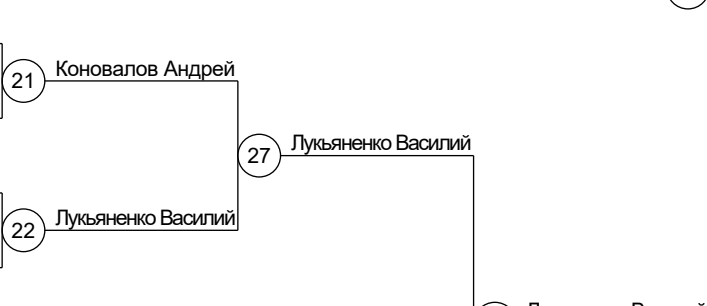 21 Коновалов Андрей
27 Лукьяненко Василий
22 Лукьяненко Василий